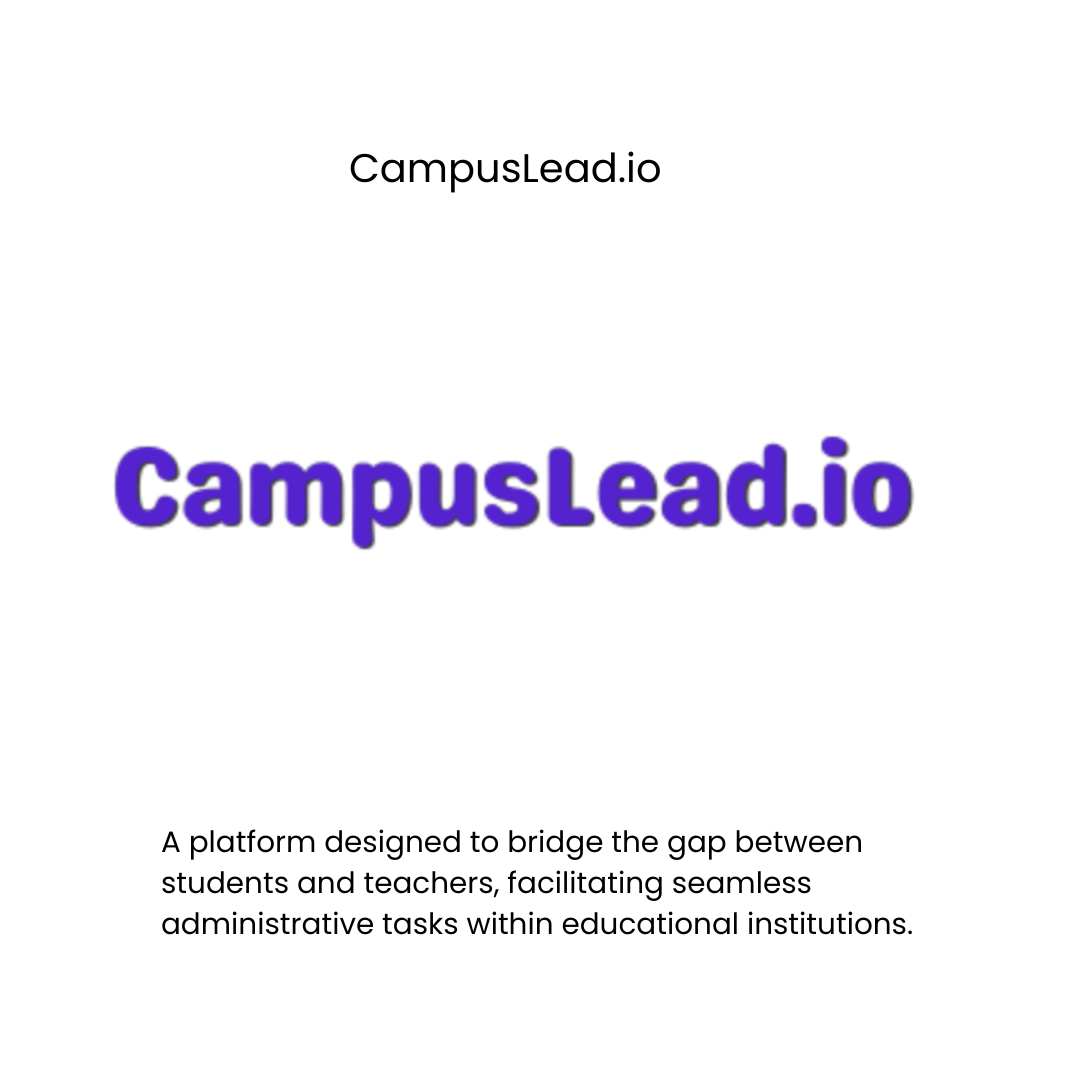 CampusLead.io
CampusLead.io
A platform designed to bridge the gap between
students and teachers, facilitating seamless
administrative tasks within educational institutions.